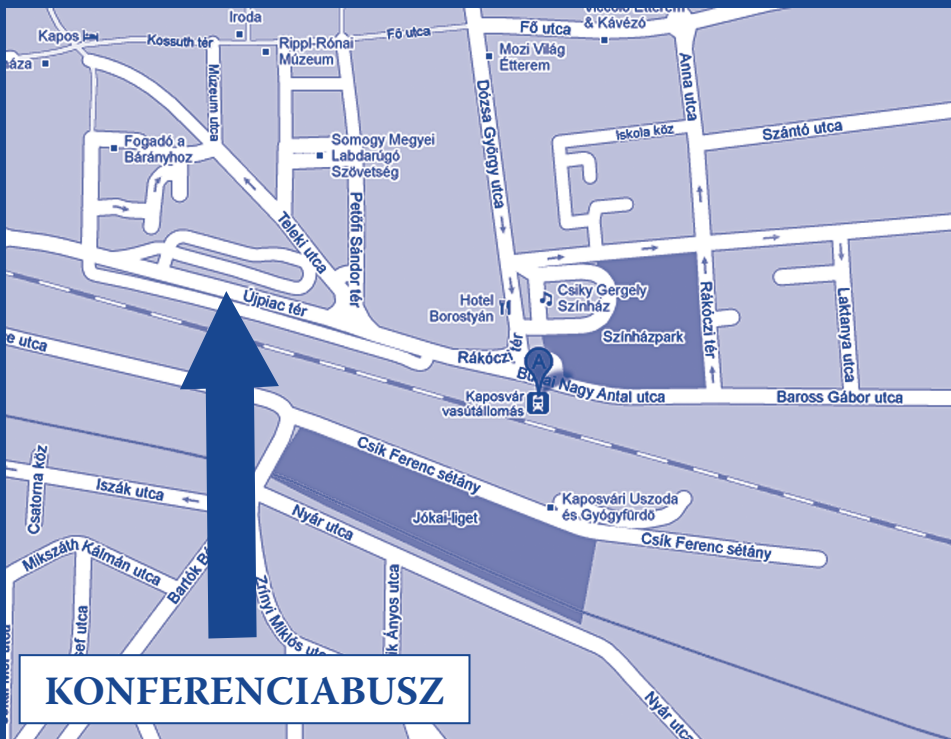 Iroda
Kapos
Kossuth tér
Fő utca
Fő utca
& Kávézó
Rippl-Rónai
Múzeum
Mozi Világ
Étterem
Múzeum utca
Dózsa György utca
Anna utca
Iskola köz
Szántó utca
Fogadó a
Bárányhoz
Somogy Megyei
Labdarúgó
Szövetség
Petőfi Sándor tér
Teleki utca
Újpiac tér
Hotel
Borostyán
Csiky Gergely
Színház
Színházpark
Rákóczi tér
Laktanya utca
Rákóczi tér
A
Nagy Antal utca
Baross Gábor utca
Kaposvár
vasútállomás
Csík Ferenc sétány
Csatorna köz
Iszák utca
Nyár utca
Jókai-liget
Kaposvári Uszoda
és Gyógyfürdő
Csík Ferenc sétány
Mikszáth Kálmán utca
Bartók
Zrínyi Miklós
Ányos utca
Nyár utca
KONFERENCIABUSZ